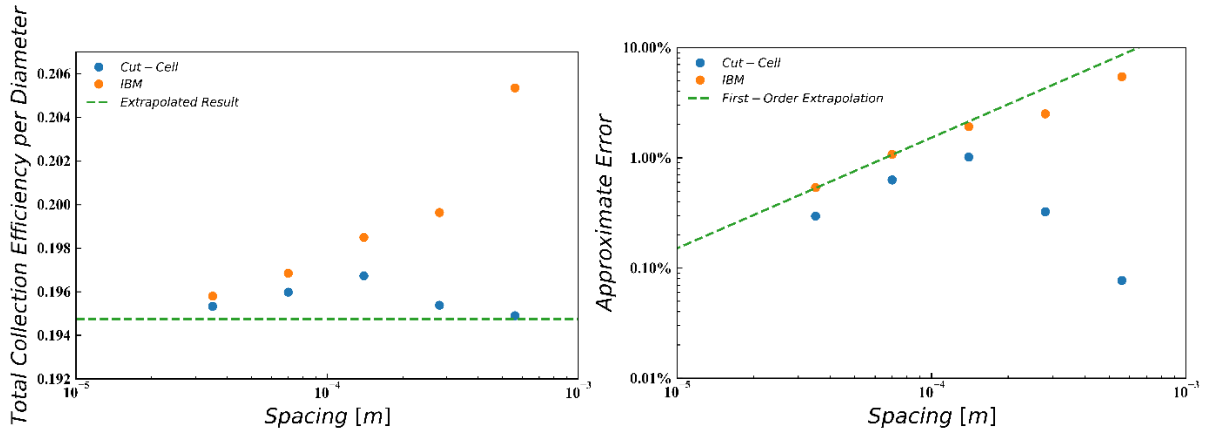 Total Collection Efficiency per Diameter
0.206
0.204
0.202
0.200
0.198
0.196
0.194
0.192
Cut − Cell
IBM
Extrapolated Result
10⁻⁵
10⁻⁴
10⁻³
Spacing [m]
Approximate Error
10.00%
1.00%
0.10%
0.01%
Cut − Cell
IBM
First − Order Extrapolation
10⁻⁵
10⁻⁴
10⁻³
Spacing [m]